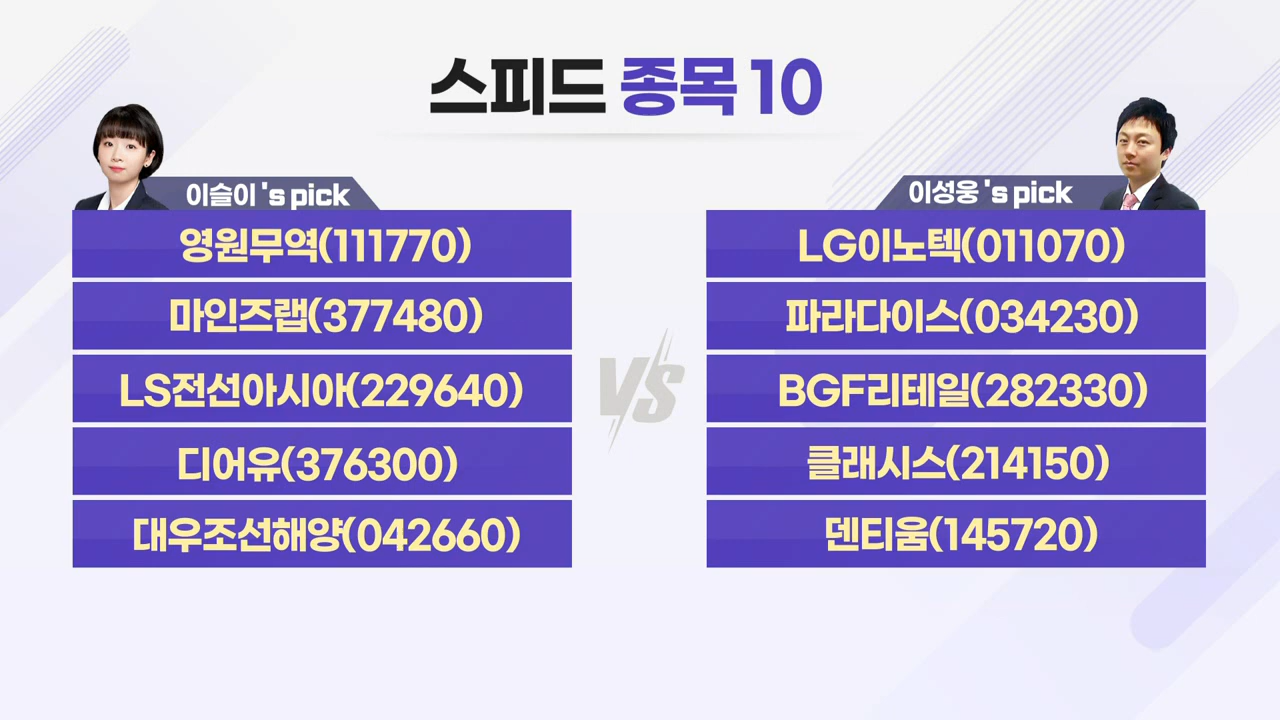 스피드 종목 10
이슬이 's pick
영원무역(111770)
마인즈랩(377480)
LS전선아시아(229640)
디어유(376300)
대우조선해양(042660)
VS
이성웅 's pick
LG이노텍(011070)
파라다이스(034230)
BGF리테일(282330)
클래시스(214150)
덴티움(145720)